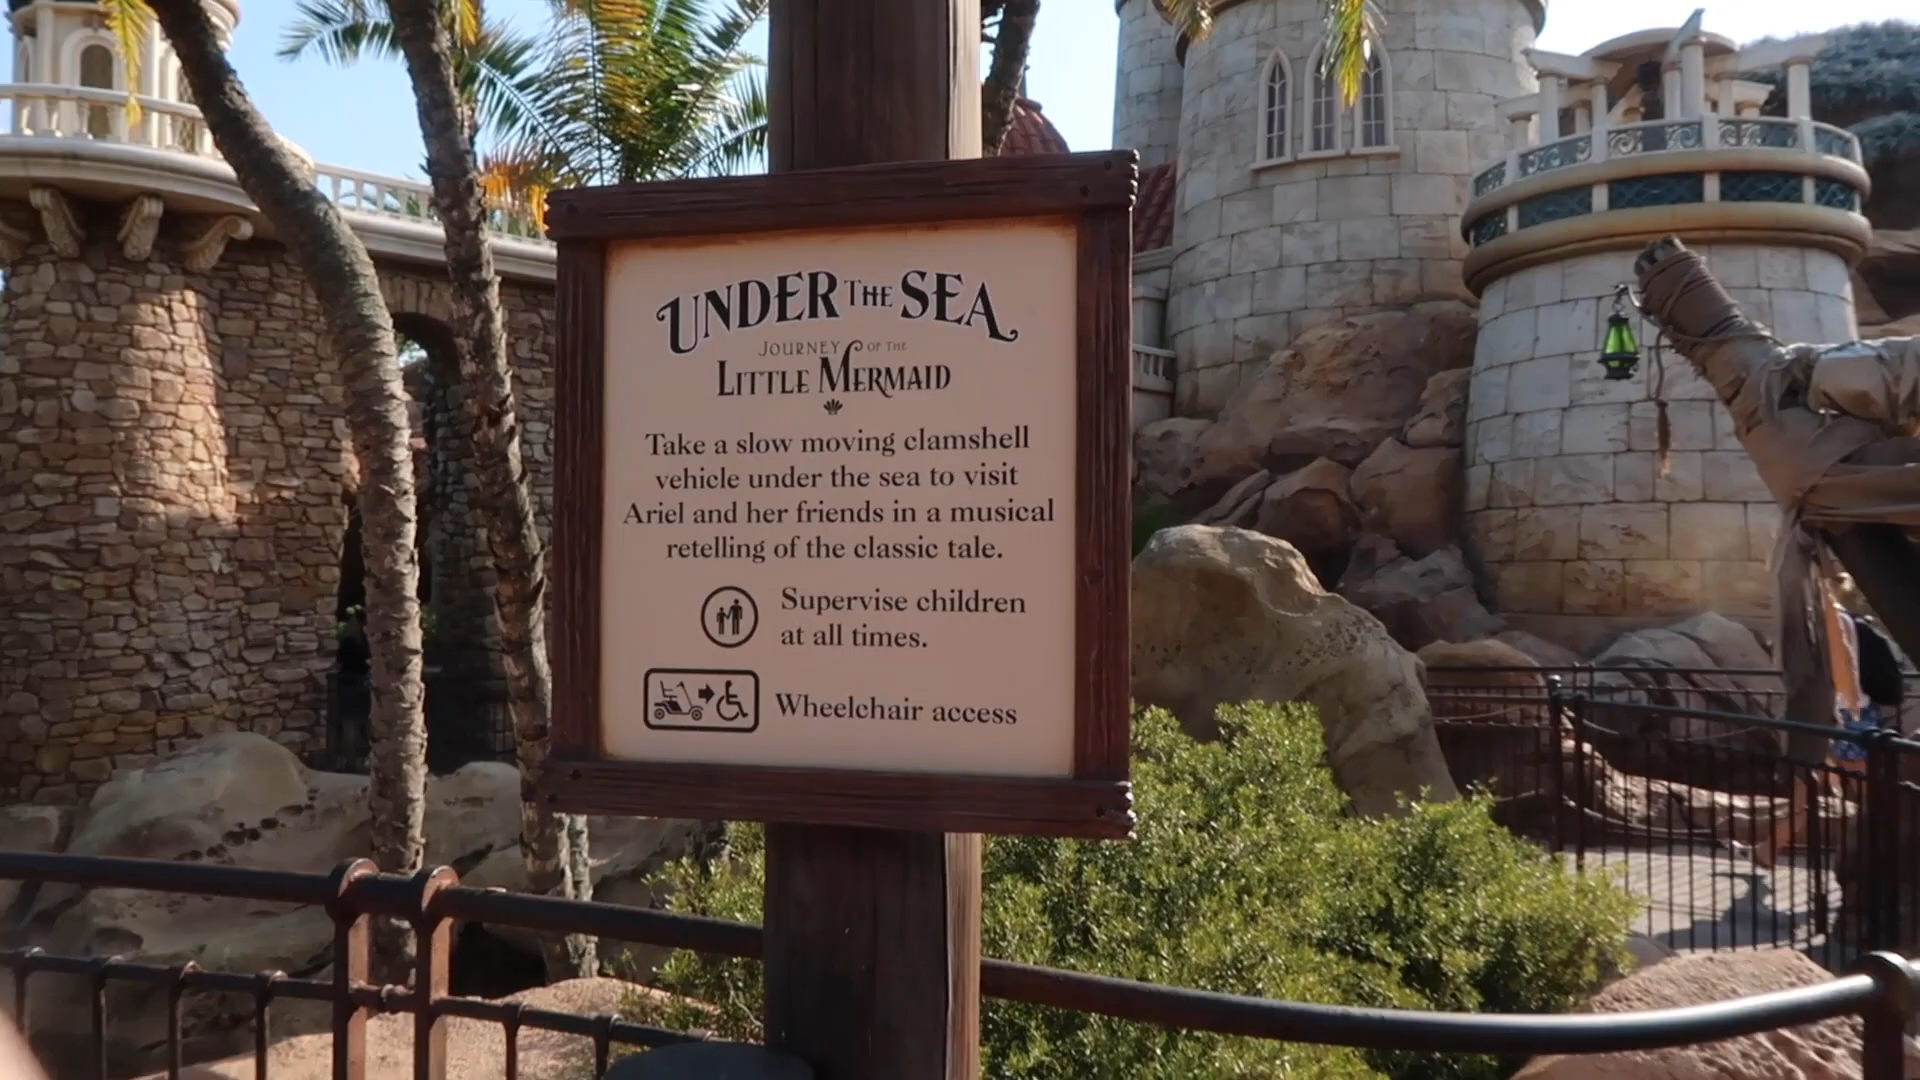 UNDER THE SEA
JOURNEY OF THE
LITTLE MERMAID
Take a slow moving clamshell
vehicle under the sea to visit
Ariel and her friends in a musical
retelling of the classic tale.
Supervise children
at all times.
Wheelchair access